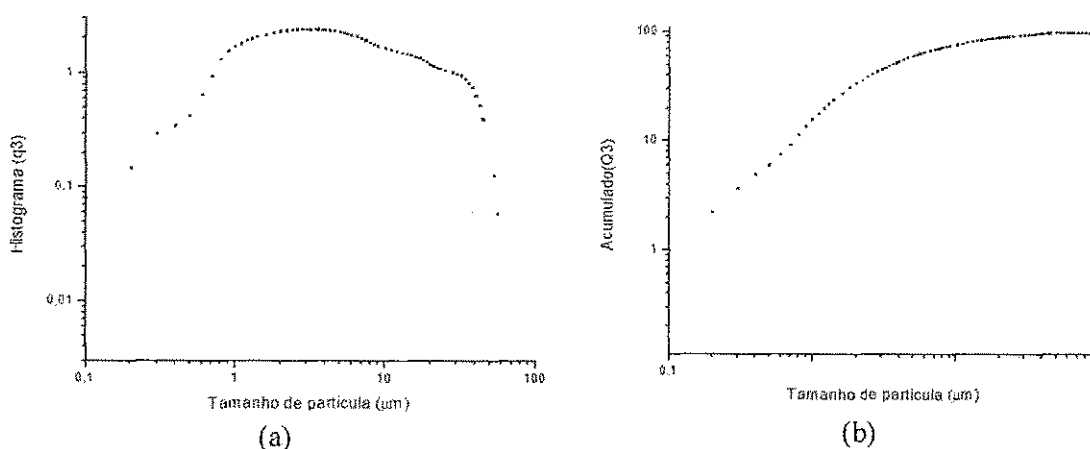 Histograma (q3)
1
0,1
0,01
0,1
1
10
100
Tamanho de partícula (µm)
(a)
Acumulado(Q3)
100
10
1
0.1
Tamanho de partícula (µm)
(b)